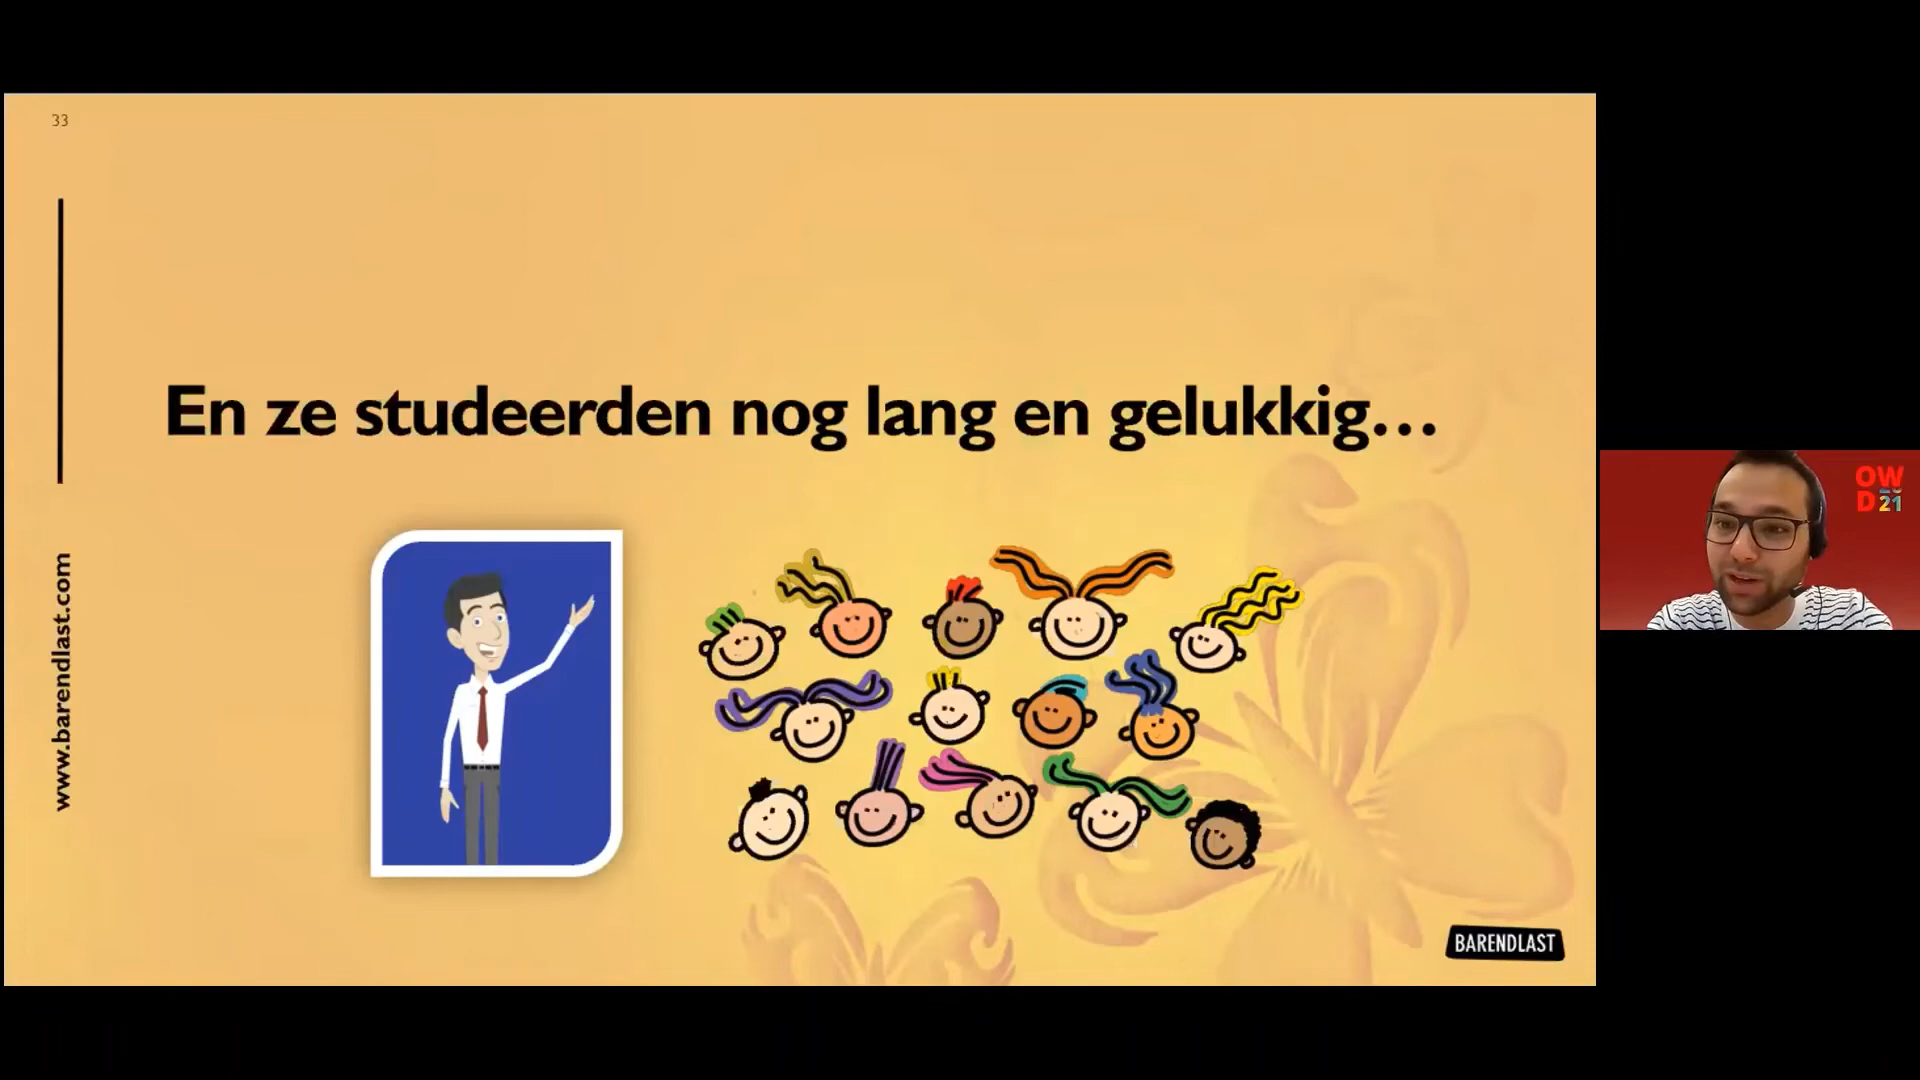 33
En ze studeerden nog lang en gelukkig...
www.barendlast.com
BARENDLAST
OW
D21